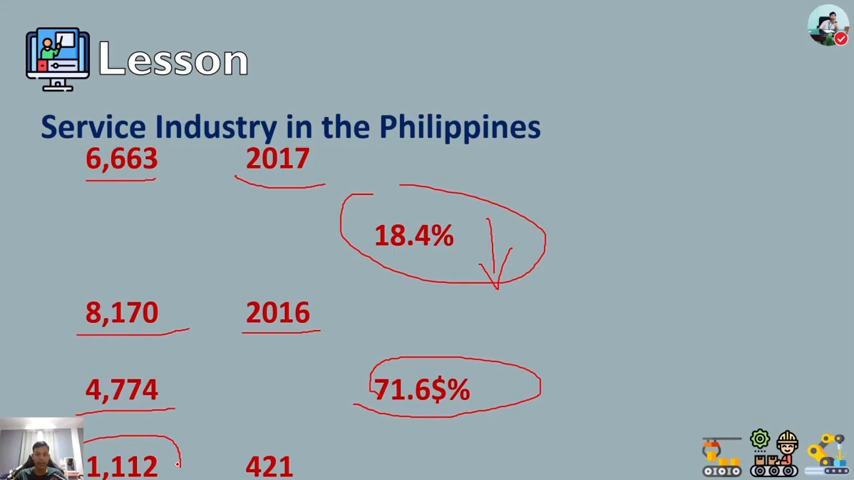 Lesson
Service Industry in the Philippines
6,663 2017
18.4%
8,170 2016
4,774 71.6$%
1,112 421